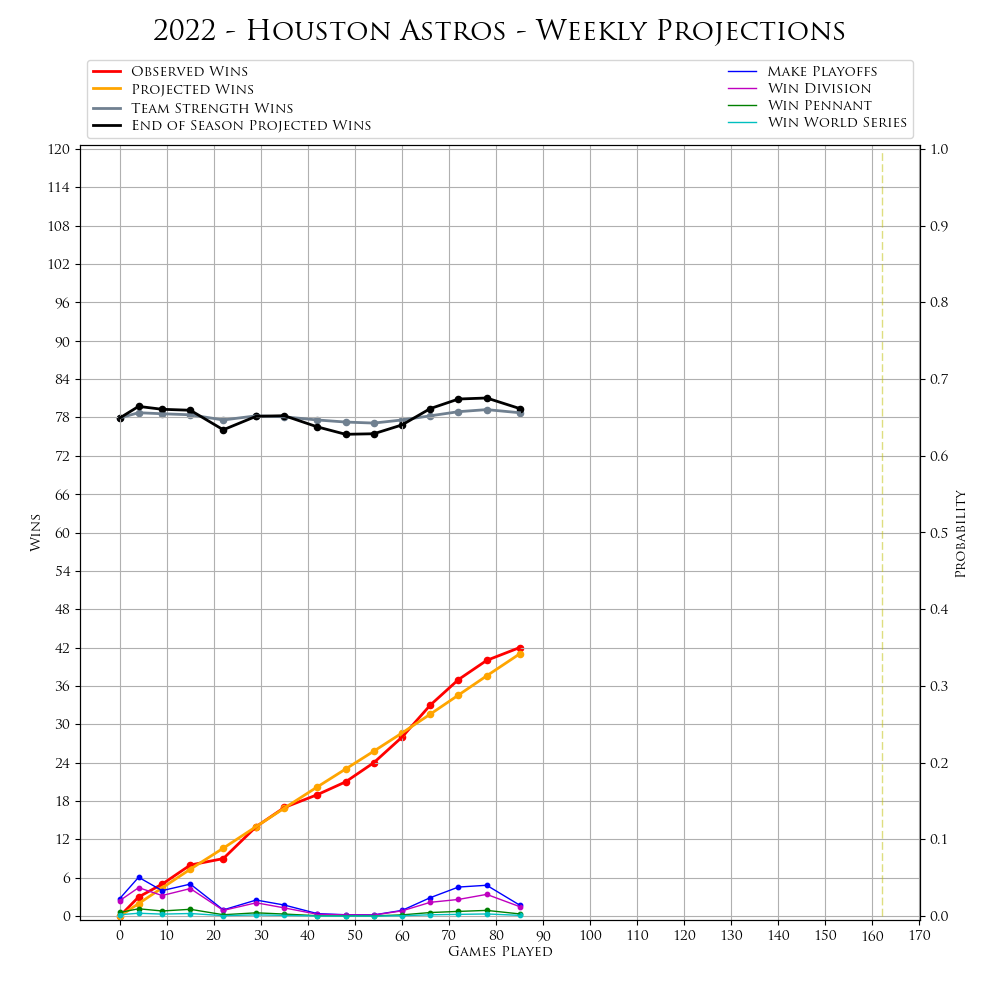 2022 - Houston Astros - Weekly Projections
Observed Wins
Projected Wins
Team Strength Wins
End of Season Projected Wins
Make Playoffs
Win Division
Win Pennant
Win World Series
120
114
108
102
96
90
84
78
72
66
60
54
48
42
36
30
24
18
12
6
0
Wins
1.0
0.9
0.8
0.7
0.6
0.5
0.4
0.3
0.2
0.1
0.0
Probability
0 10 20 30 40 50 60 70 80 90 100 110 120 130 140 150 160 170
Games Played